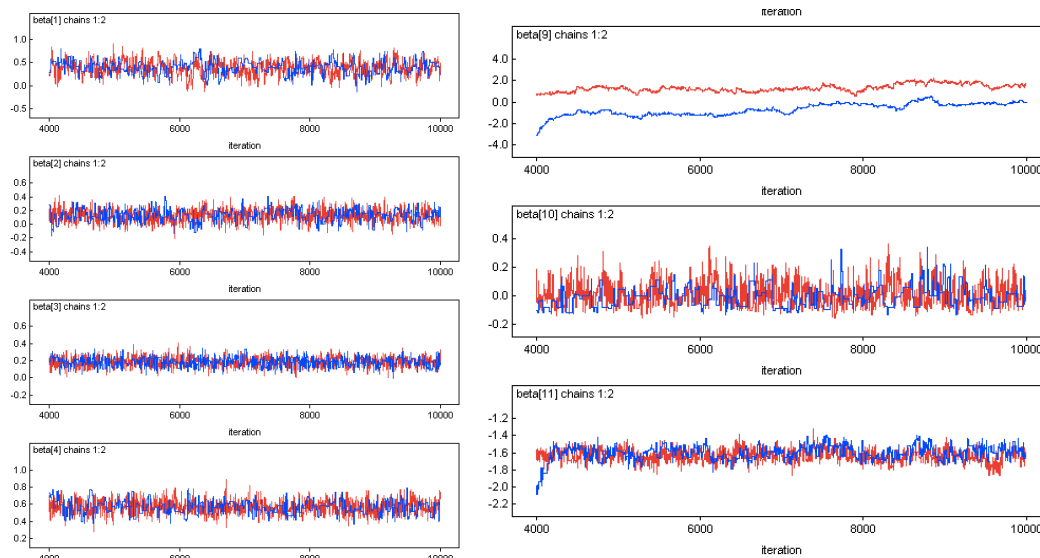 beta[1] chains 1:2
1.0
0.5
0.0
-0.5
4000 6000 8000 10000
iteration
beta[2] chains 1:2
0.6
0.4
0.2
0.0
-0.2
-0.4
4000 6000 8000 10000
iteration
beta[3] chains 1:2
0.6
0.4
0.2
0.0
-0.2
4000 6000 8000 10000
iteration
beta[4] chains 1:2
1.0
0.8
0.6
0.4
0.2
4000 6000 8000 10000
iteration
beta[9] chains 1:2
4.0
2.0
0.0
-2.0
-4.0
4000 6000 8000 10000
iteration
beta[10] chains 1:2
0.4
0.2
0.0
-0.2
4000 6000 8000 10000
iteration
beta[11] chains 1:2
-1.2
-1.4
-1.6
-1.8
-2.0
-2.2
4000 6000 8000 10000
iteration